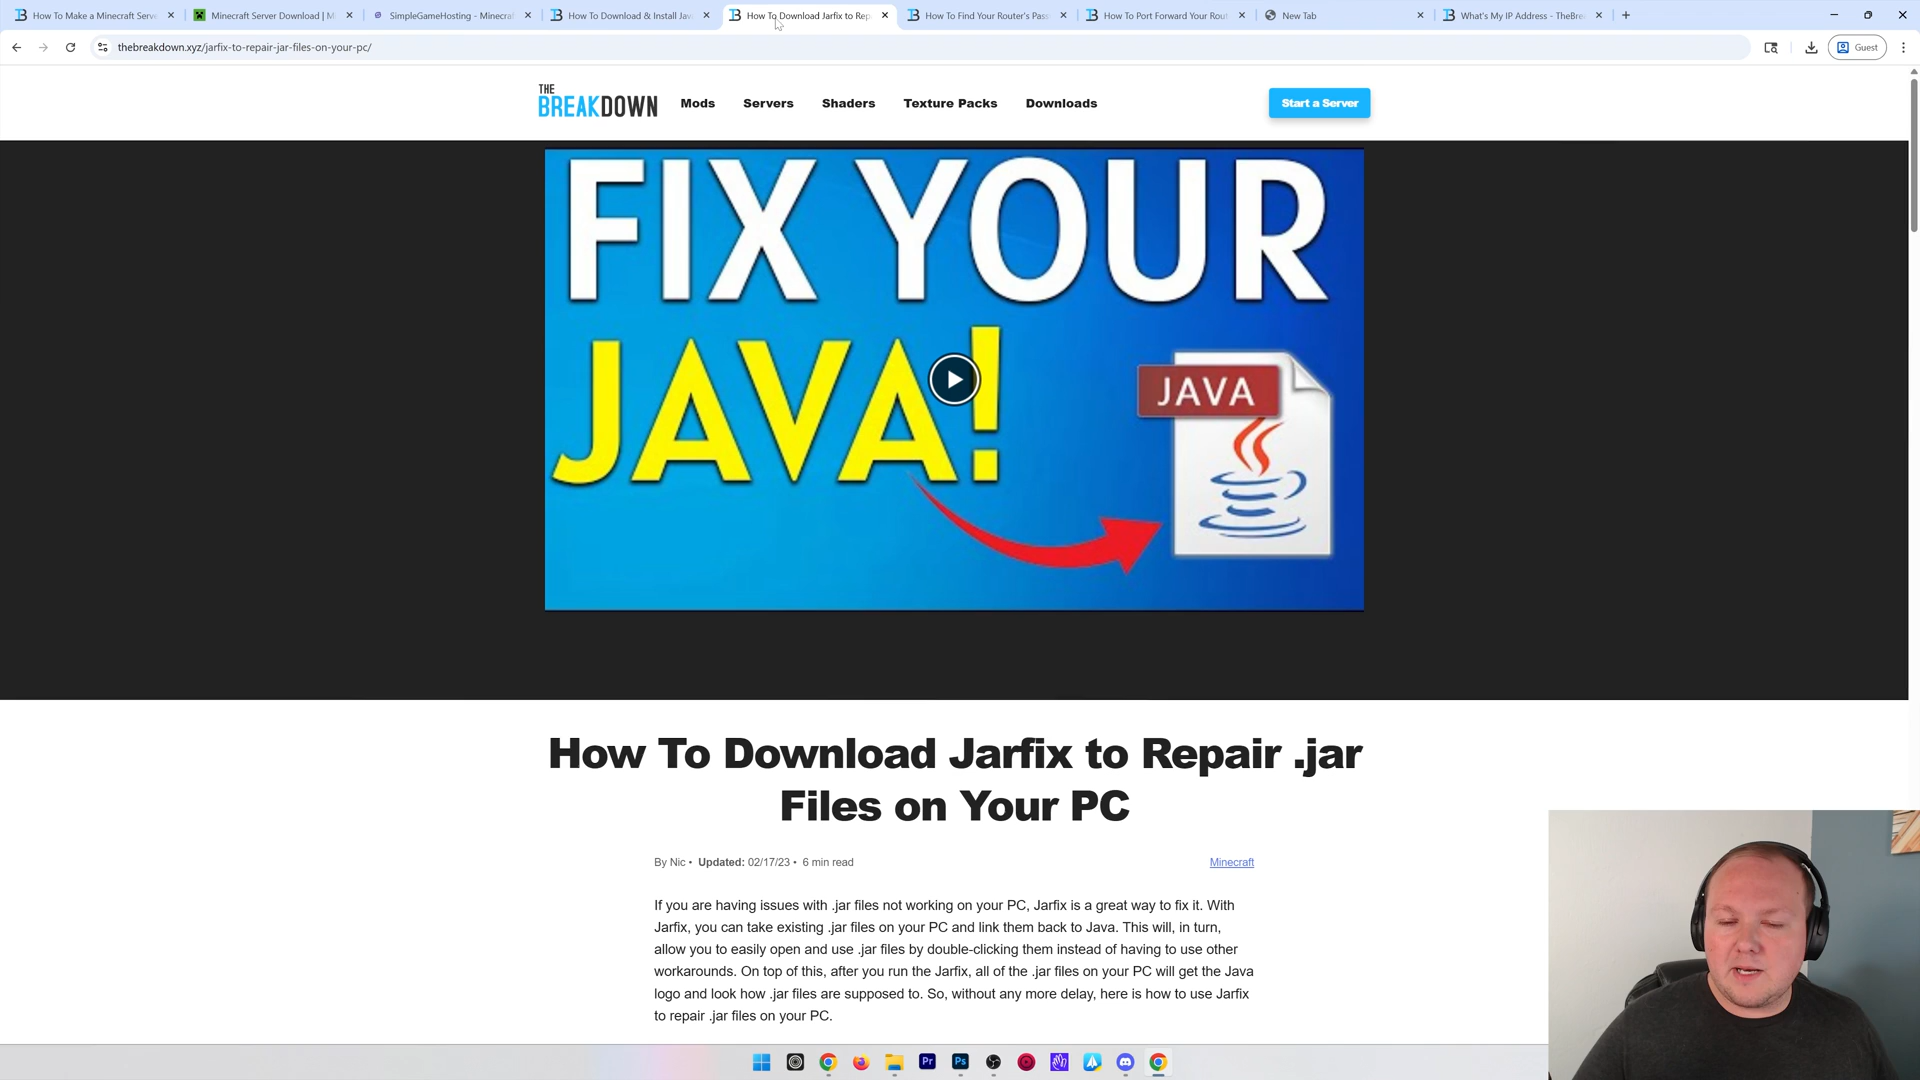 How To Make a Minecraft Serve
Minecraft Server Download | M
SimpleGameHosting - Minecra
How To Download & Install Jav
How To Download Jarfix to Rep
How To Find Your Router's Pas
How To Port Forward Your Rout
New Tab
What's My IP Address - TheBre
thebreakdown.xyz/jarfix-to-repair-jar-files-on-your-pc/
Guest
THE
BREAKDOWN
Mods
Servers
Shaders
Texture Packs
Downloads
Start a Server
FIX YOUR
JAVA!
JAVA
How To Download Jarfix to Repair .jar
Files on Your PC
By Nic • Updated: 02/17/23 • 6 min read
Minecraft
If you are having issues with .jar files not working on your PC, Jarfix is a great way to fix it. With
Jarfix, you can take existing .jar files on your PC and link them back to Java. This will, in turn,
allow you to easily open and use .jar files by double-clicking them instead of having to use other
workarounds. On top of this, after you run the Jarfix, all of the .jar files on your PC will get the Java
logo and look how .jar files are supposed to. So, without any more delay, here is how to use Jarfix
to repair .jar files on your PC.
Pr
Ps